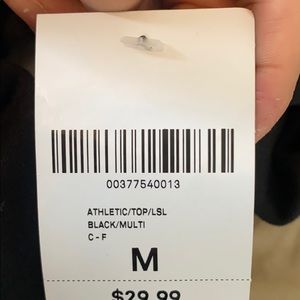 00377540013
ATHLETIC/TOP/LSL
BLACK/MULTI
C - F
M
$29.99